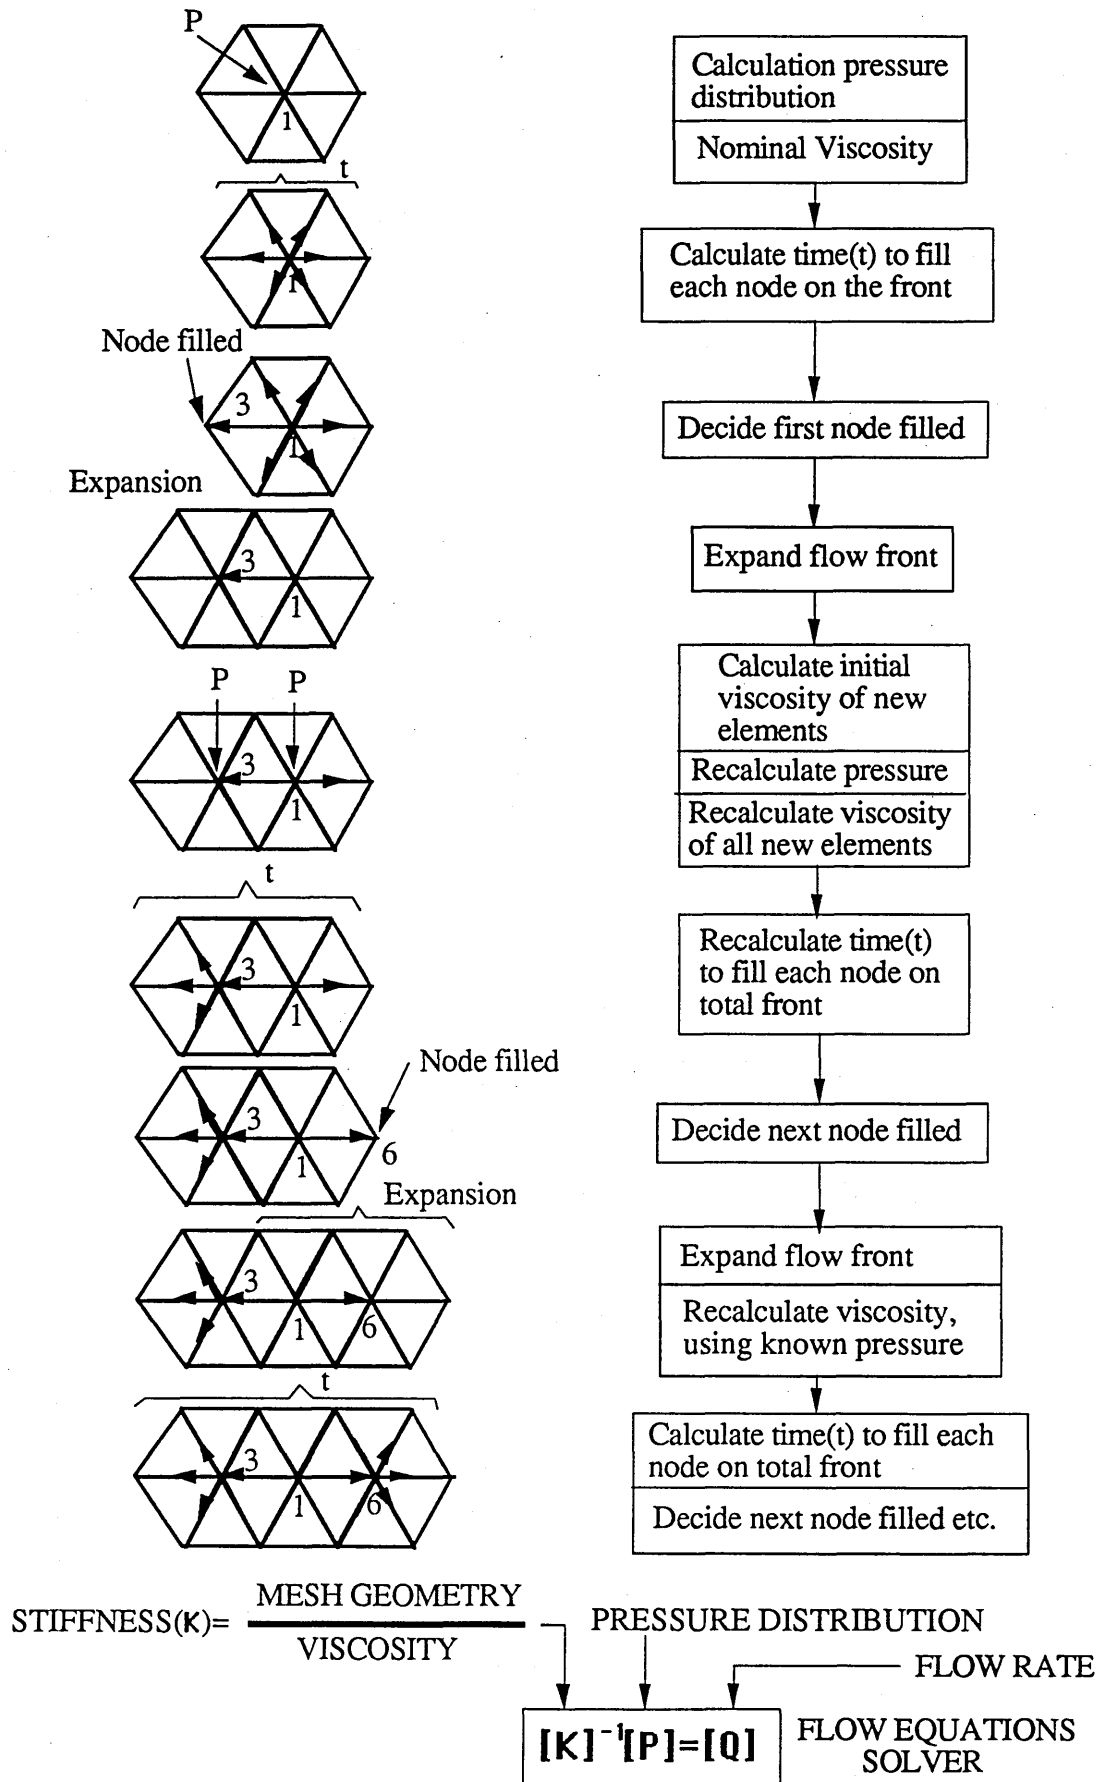 P
1
Calculation pressure
distribution
Nominal Viscosity
t
1
Calculate time(t) to fill
each node on the front
Node filled
3
1
Decide first node filled
Expansion
3
1
Expand flow front
P P
3
1
Calculate initial
viscosity of new
elements
Recalculate pressure
Recalculate viscosity
of all new elements
t
3
1
Recalculate time(t)
to fill each node on
total front
Node filled
3
1
6
Decide next node filled
Expansion
3
1
6
Expand flow front
Recalculate viscosity,
using known pressure
t
3
1
6
Calculate time(t) to fill each
node on total front
Decide next node filled etc.
STIFFNESS(K)=
MESH GEOMETRY
VISCOSITY
PRESSURE DISTRIBUTION
FLOW RATE
[K]⁻¹[P]=[Q]
FLOW EQUATIONS
SOLVER